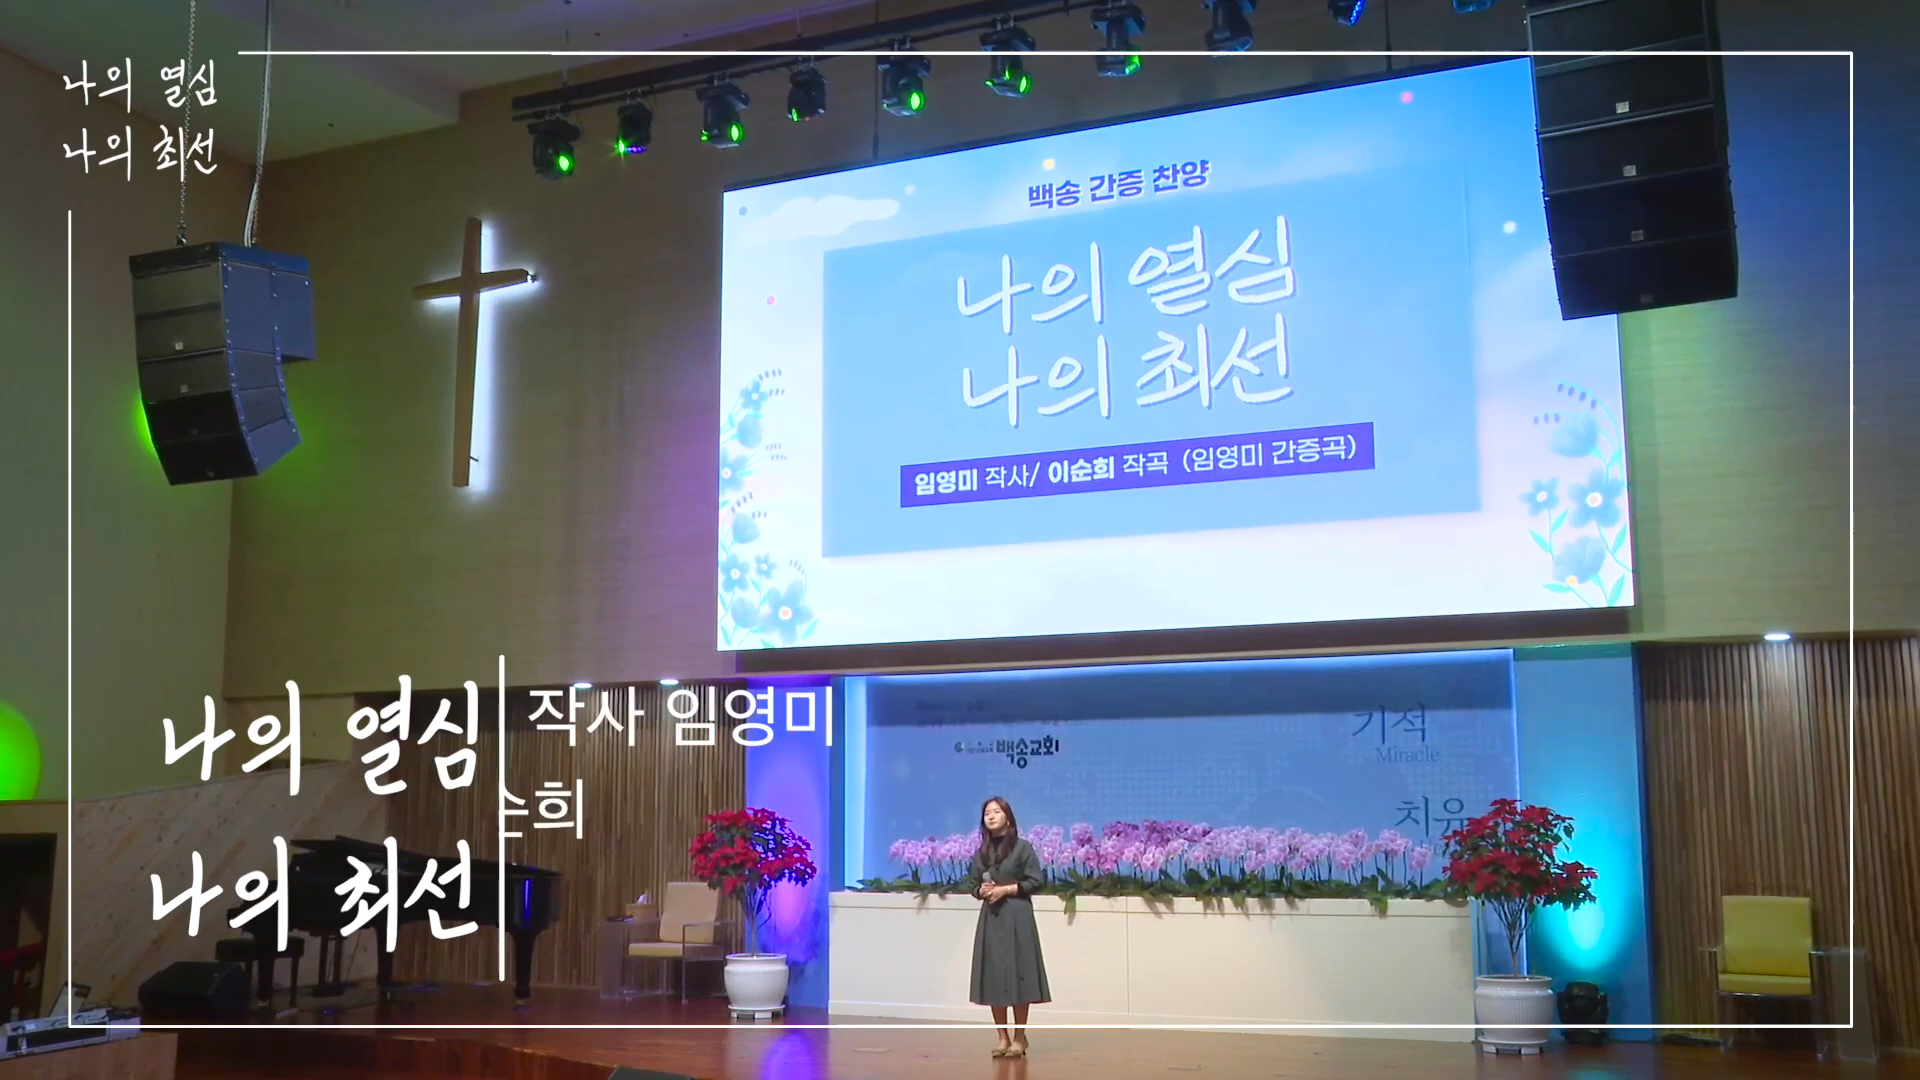 나의 열심
나의 최선
백송 간증 찬양
나의 열심
나의 최선
임영미 작사/ 이순희 작곡 (임영미 간증곡)
나의 열심
나의 최선
작사 임영미
순희
백송교회
기적
Miracle
치유